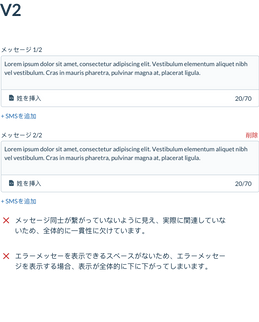 V2
メッセージ 1/2
Lorem ipsum dolor sit amet, consectetur adipiscing elit. Vestibulum elementum aliquet nibh
vel vestibulum. Cras in mauris pharetra, pulvinar magna at, placerat ligula.
姓を挿入 20/70
+ SMSを追加
メッセージ 2/2 削除
Lorem ipsum dolor sit amet, consectetur adipiscing elit. Vestibulum elementum aliquet nibh
vel vestibulum. Cras in mauris pharetra, pulvinar magna at, placerat ligula.
姓を挿入 20/70
+ SMSを追加
メッセージ同士が繋がっていないように見え、実際に関連していな
いため、全体的に一貫性に欠けています。
エラーメッセーを表示できるスペースがないため、エラーメッセー
ジを表示する場合、表示が全体的に下に下がってしまいます。